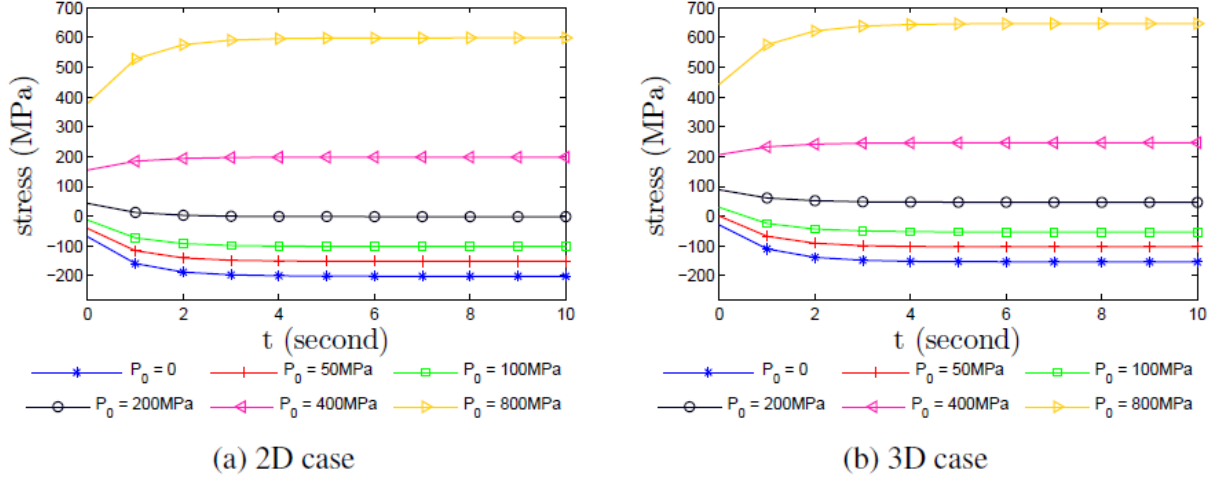 700
600
500
400
300
200
100
0
−100
−200
stress (MPa)
0 2 4 6 8 10
t (second)
P0 = 0 P0 = 50MPa P0 = 100MPa
P0 = 200MPa P0 = 400MPa P0 = 800MPa
(a) 2D case
700
600
500
400
300
200
100
0
−100
−200
stress (MPa)
0 2 4 6 8 10
t (second)
P0 = 0 P0 = 50MPa P0 = 100MPa
P0 = 200MPa P0 = 400MPa P0 = 800MPa
(b) 3D case